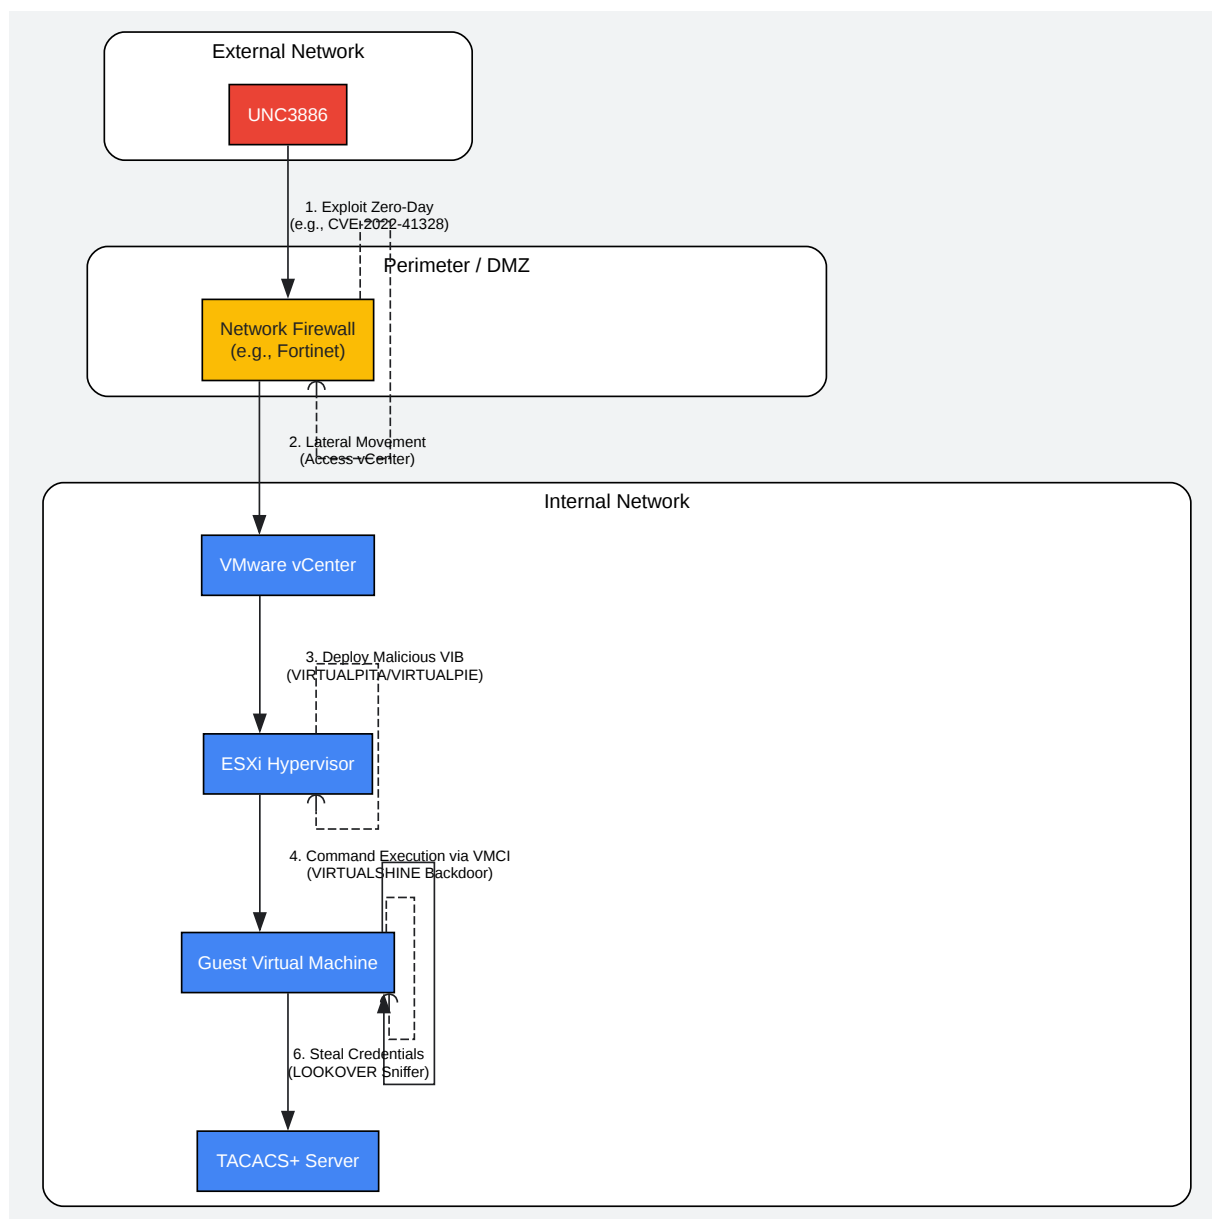 External Network
UNC3886
1. Exploit Zero-Day
(e.g., CVE-2022-41328)
Perimeter / DMZ
Network Firewall
(e.g., Fortinet)
2. Lateral Movement
(Access vCenter)
Internal Network
VMware vCenter
3. Deploy Malicious VIB
(VIRTUALPITA/VIRTUALPIE)
ESXi Hypervisor
4. Command Execution via VMCI
(VIRTUALSHINE Backdoor)
Guest Virtual Machine
6. Steal Credentials
(LOOKOVER Sniffer)
TACACS+ Server